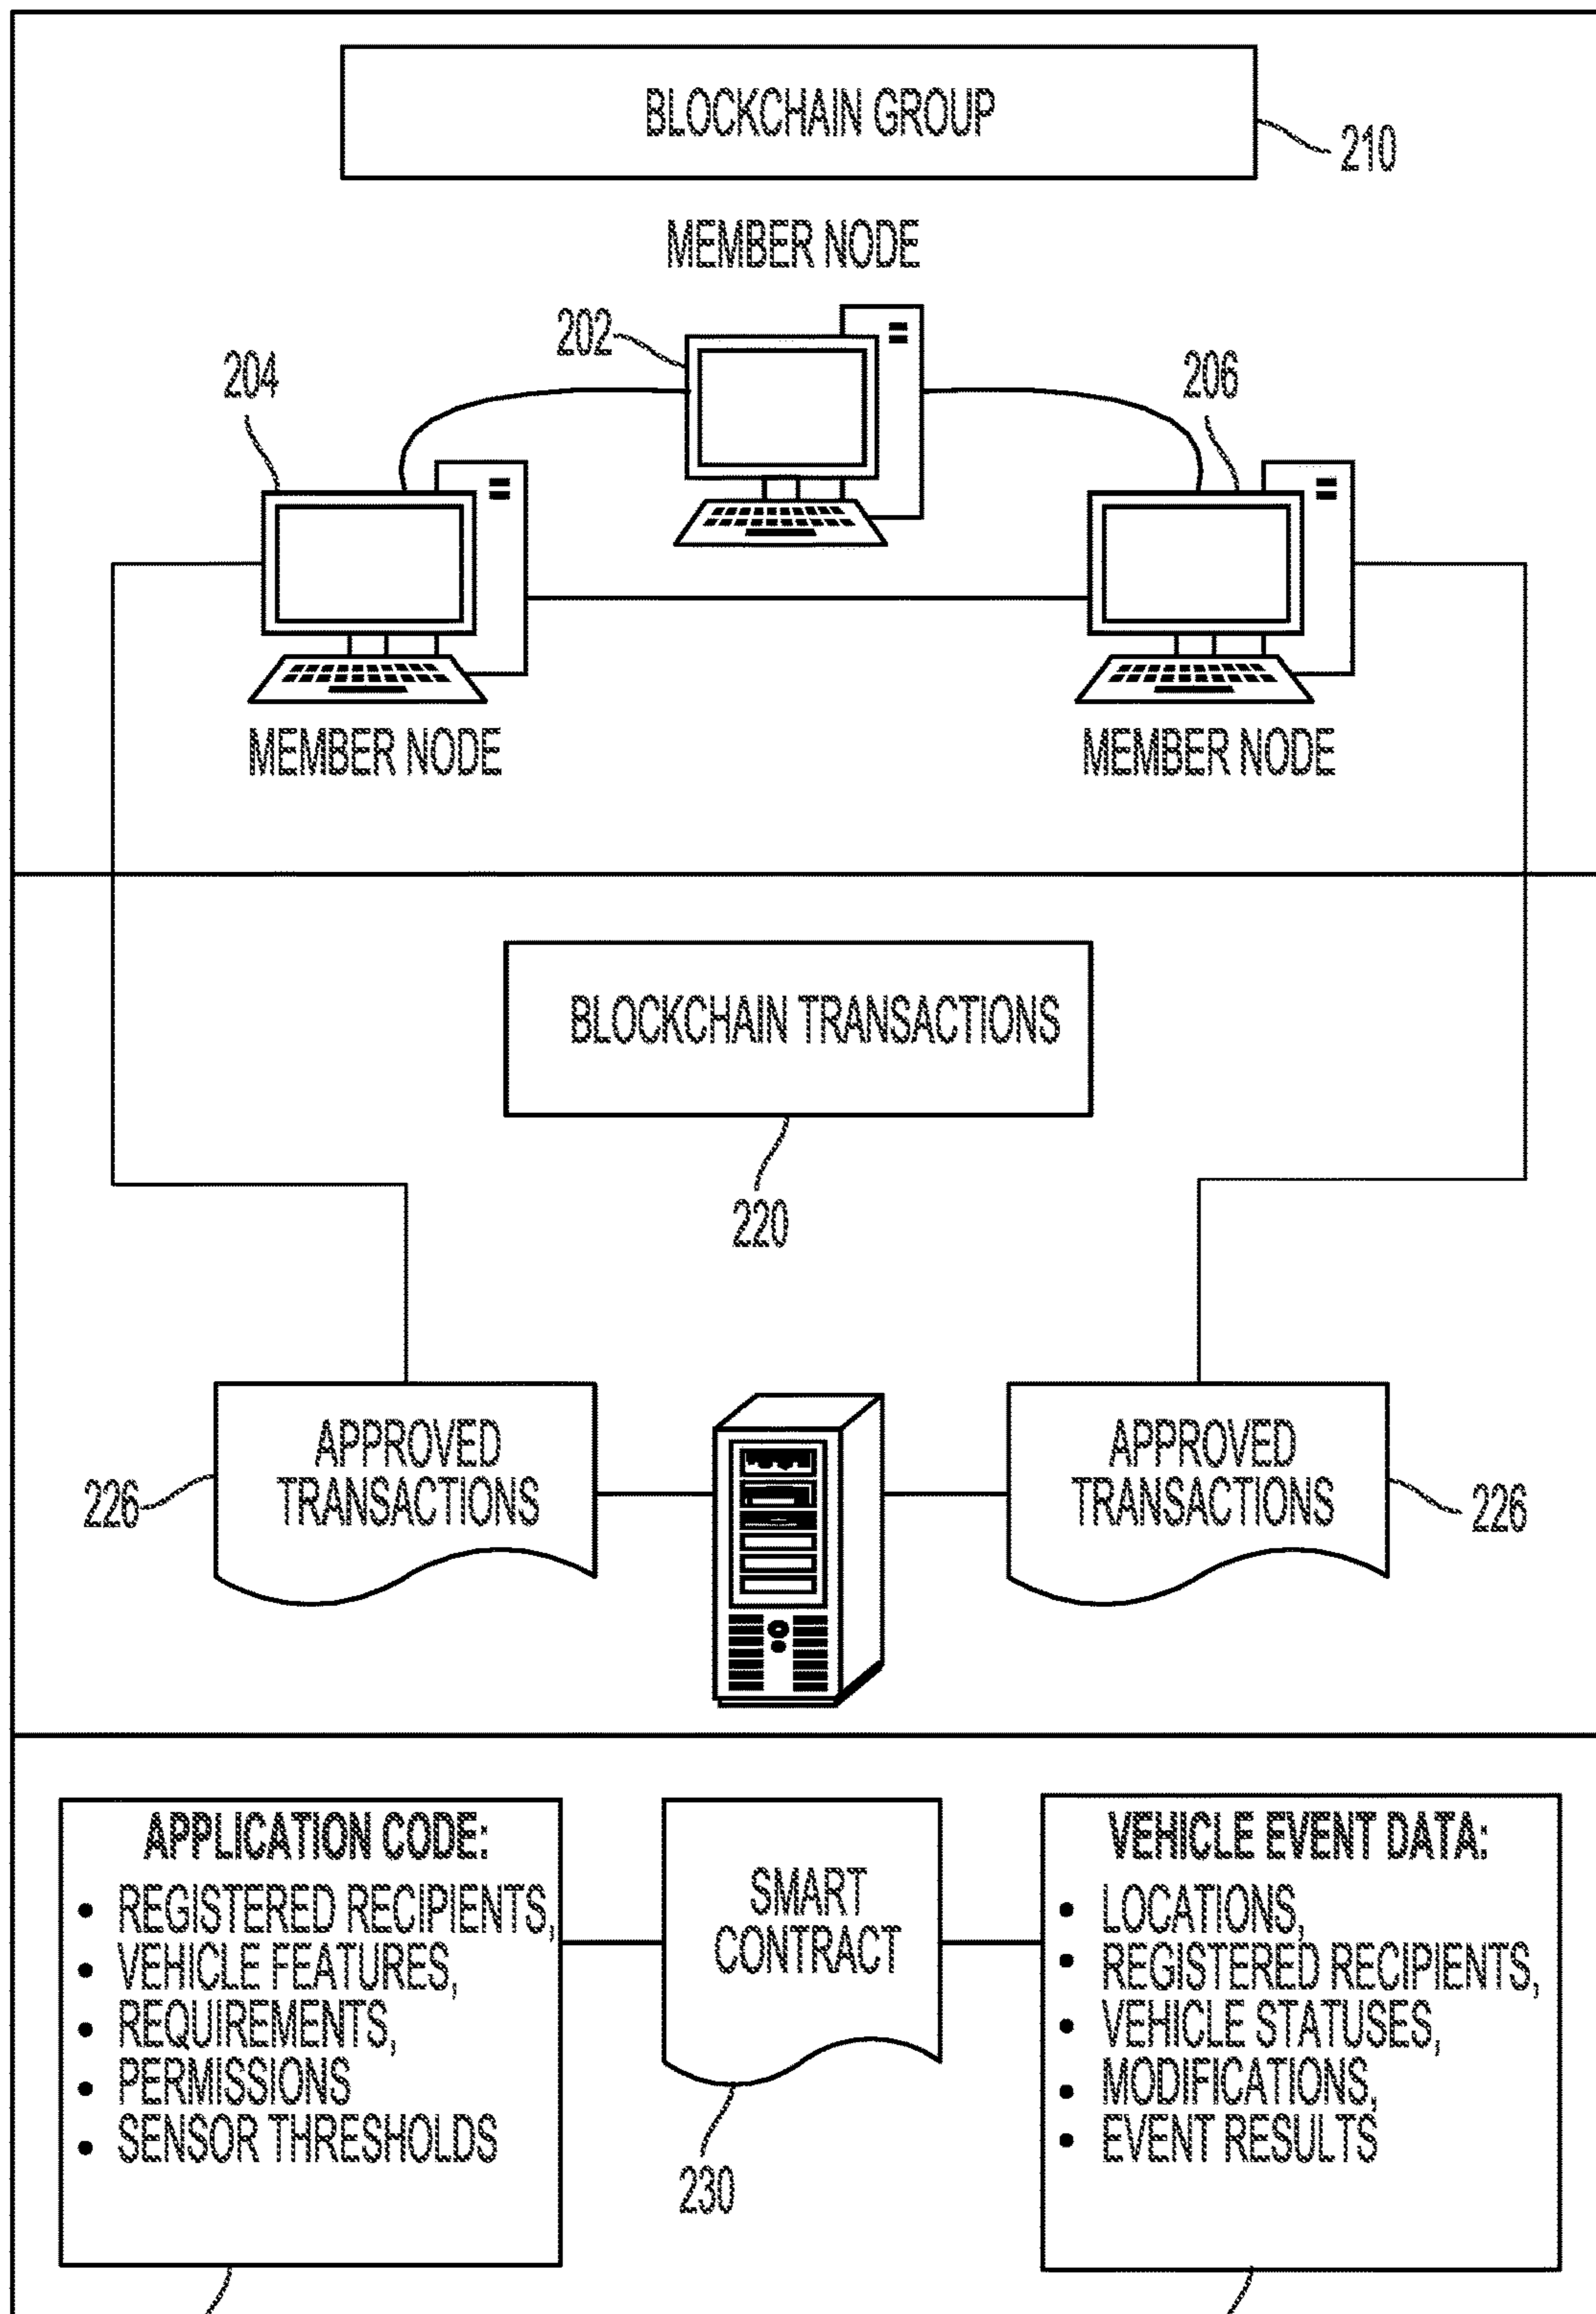 BLOCKCHAIN GROUP
210
MEMBER NODE
202
204
206
MEMBER NODE
MEMBER NODE
BLOCKCHAIN TRANSACTIONS
220
APPROVED
TRANSACTIONS
226
APPROVED
TRANSACTIONS
226
APPLICATION CODE:
• REGISTERED RECIPIENTS,
• VEHICLE FEATURES,
• REQUIREMENTS,
• PERMISSIONS
• SENSOR THRESHOLDS
SMART
CONTRACT
230
VEHICLE EVENT DATA:
• LOCATIONS,
• REGISTERED RECIPIENTS,
• VEHICLE STATUSES,
• MODIFICATIONS,
• EVENT RESULTS